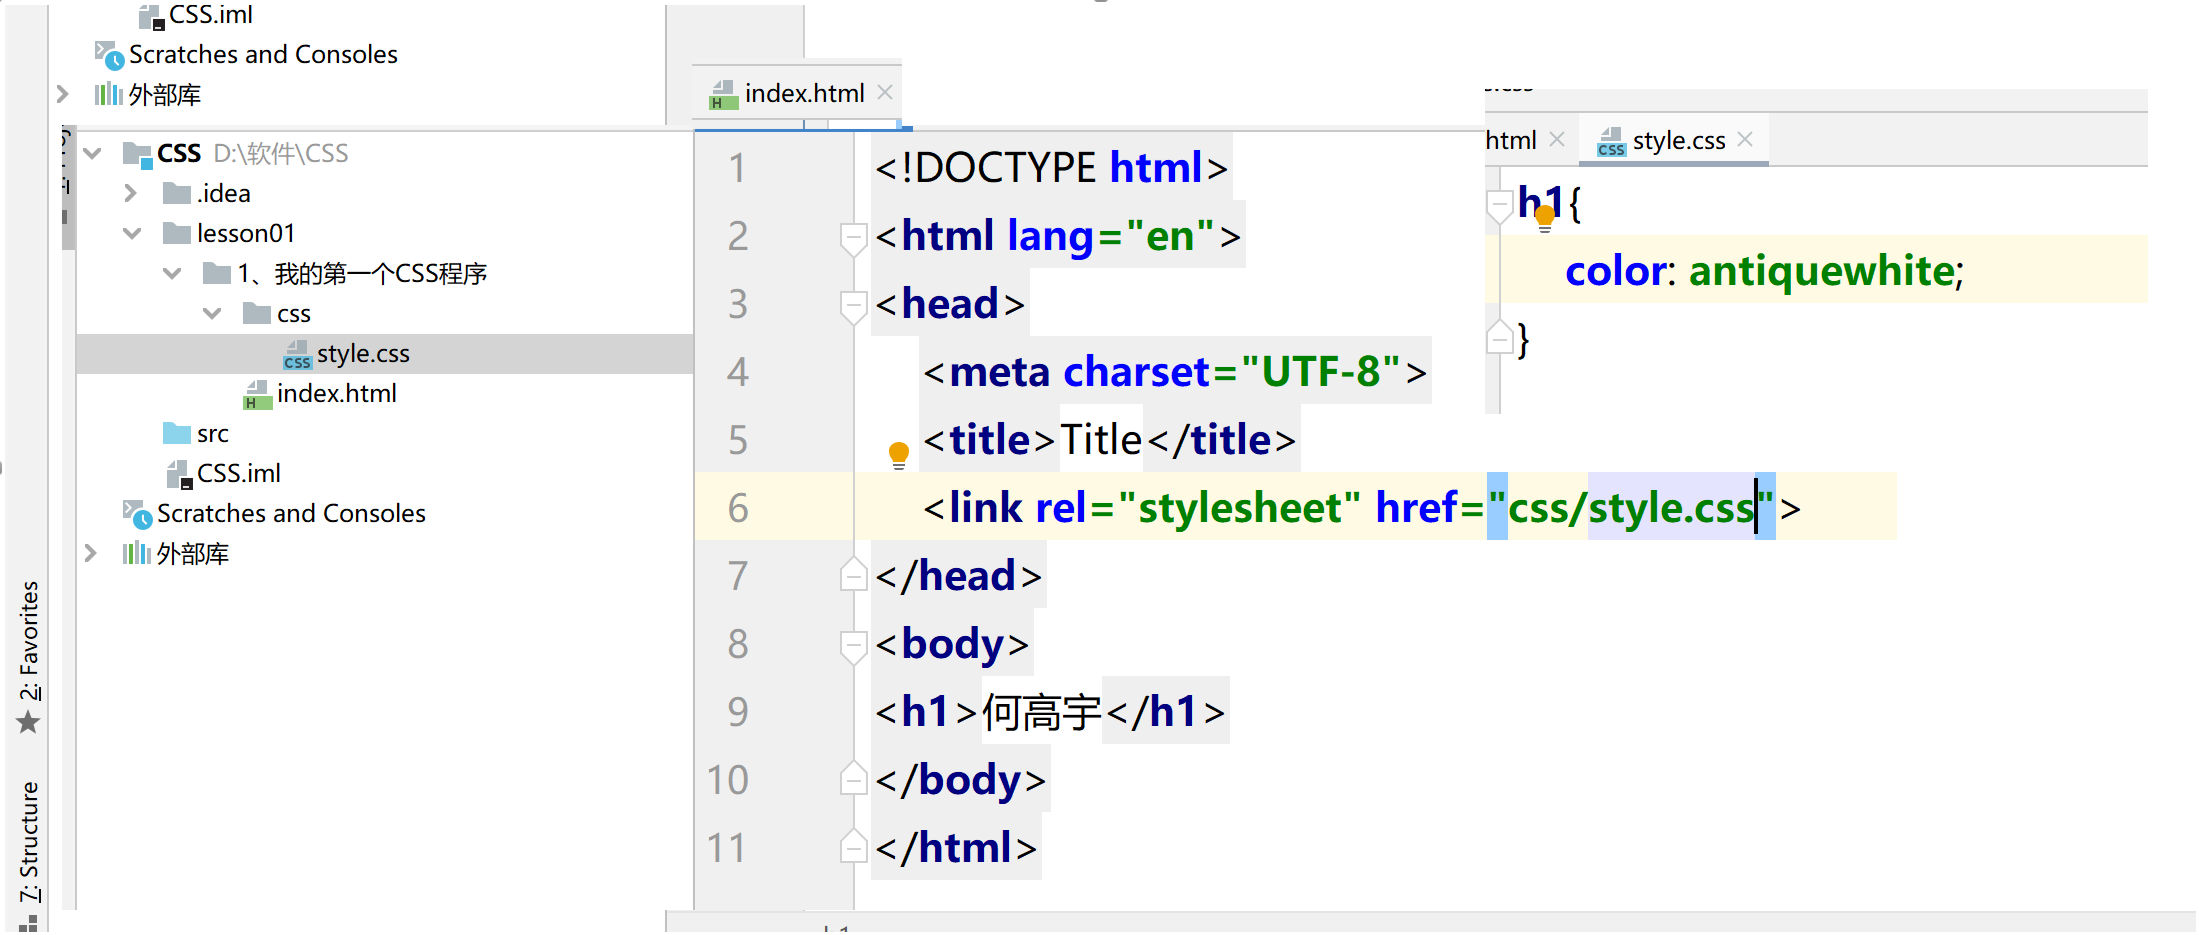 CSS.iml
Scratches and Consoles
外部库
CSS D:\软件\CSS
.idea
lesson01
1、我的第一个CSS程序
css
style.css
index.html
src
CSS.iml
Scratches and Consoles
外部库
2: Favorites
7: Structure
index.html
1 <!DOCTYPE html>
2 <html lang="en">
3 <head>
4 <meta charset="UTF-8">
5 <title>Title</title>
6 <link rel="stylesheet" href="css/style.css">
7 </head>
8 <body>
9 <h1>何高宇</h1>
10 </body>
11 </html>
html
style.css
h1{
color: antiquewhite;
}